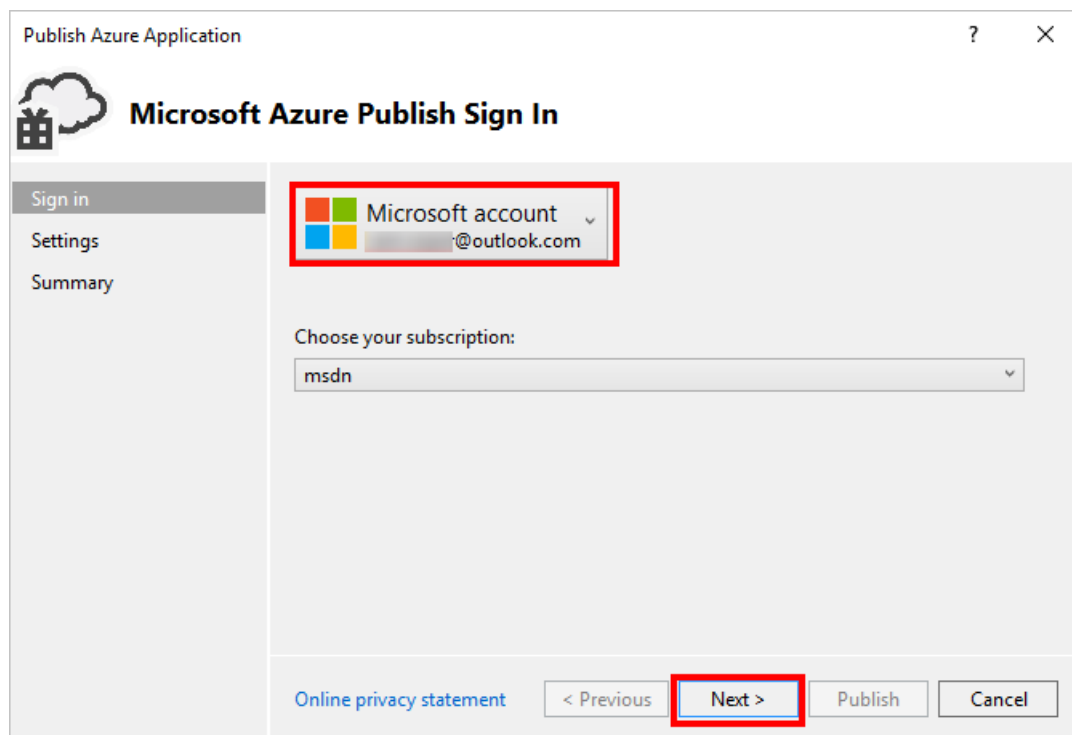 Publish Azure Application ?
Microsoft Azure Publish Sign In
Sign in
Settings
Summary
Microsoft account
@outlook.com
Choose your subscription:
msdn
Online privacy statement
< Previous
Next >
Publish
Cancel